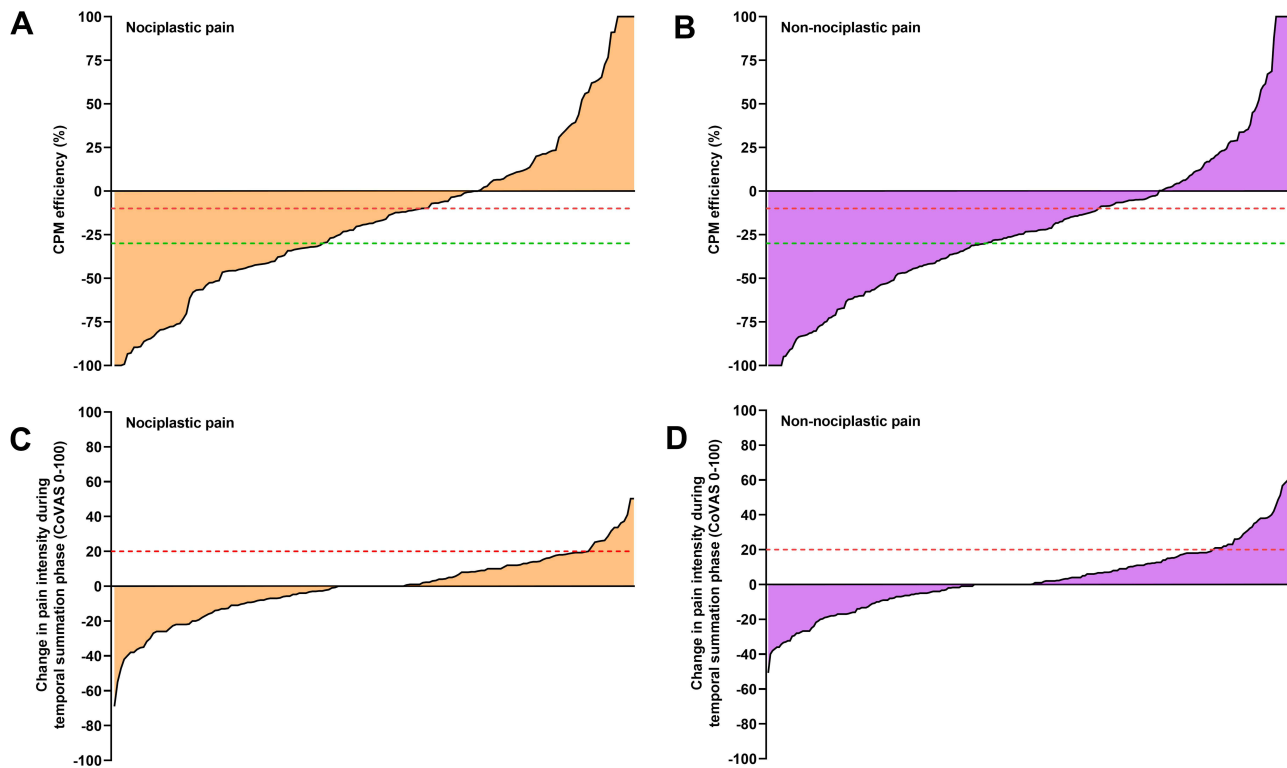 A
Nociplastic pain
CPM efficiency (%)
100
75
50
25
0
-25
-50
-75
-100
B
Non-nociplastic pain
CPM efficiency (%)
100
75
50
25
0
-25
-50
-75
-100
C
Nociplastic pain
Change in pain intensity during
temporal summation phase (CoVAS 0-100)
100
80
60
40
20
0
-20
-40
-60
-80
-100
D
Non-nociplastic pain
Change in pain intensity during
temporal summation phase (CoVAS 0-100)
100
80
60
40
20
0
-20
-40
-60
-80
-100